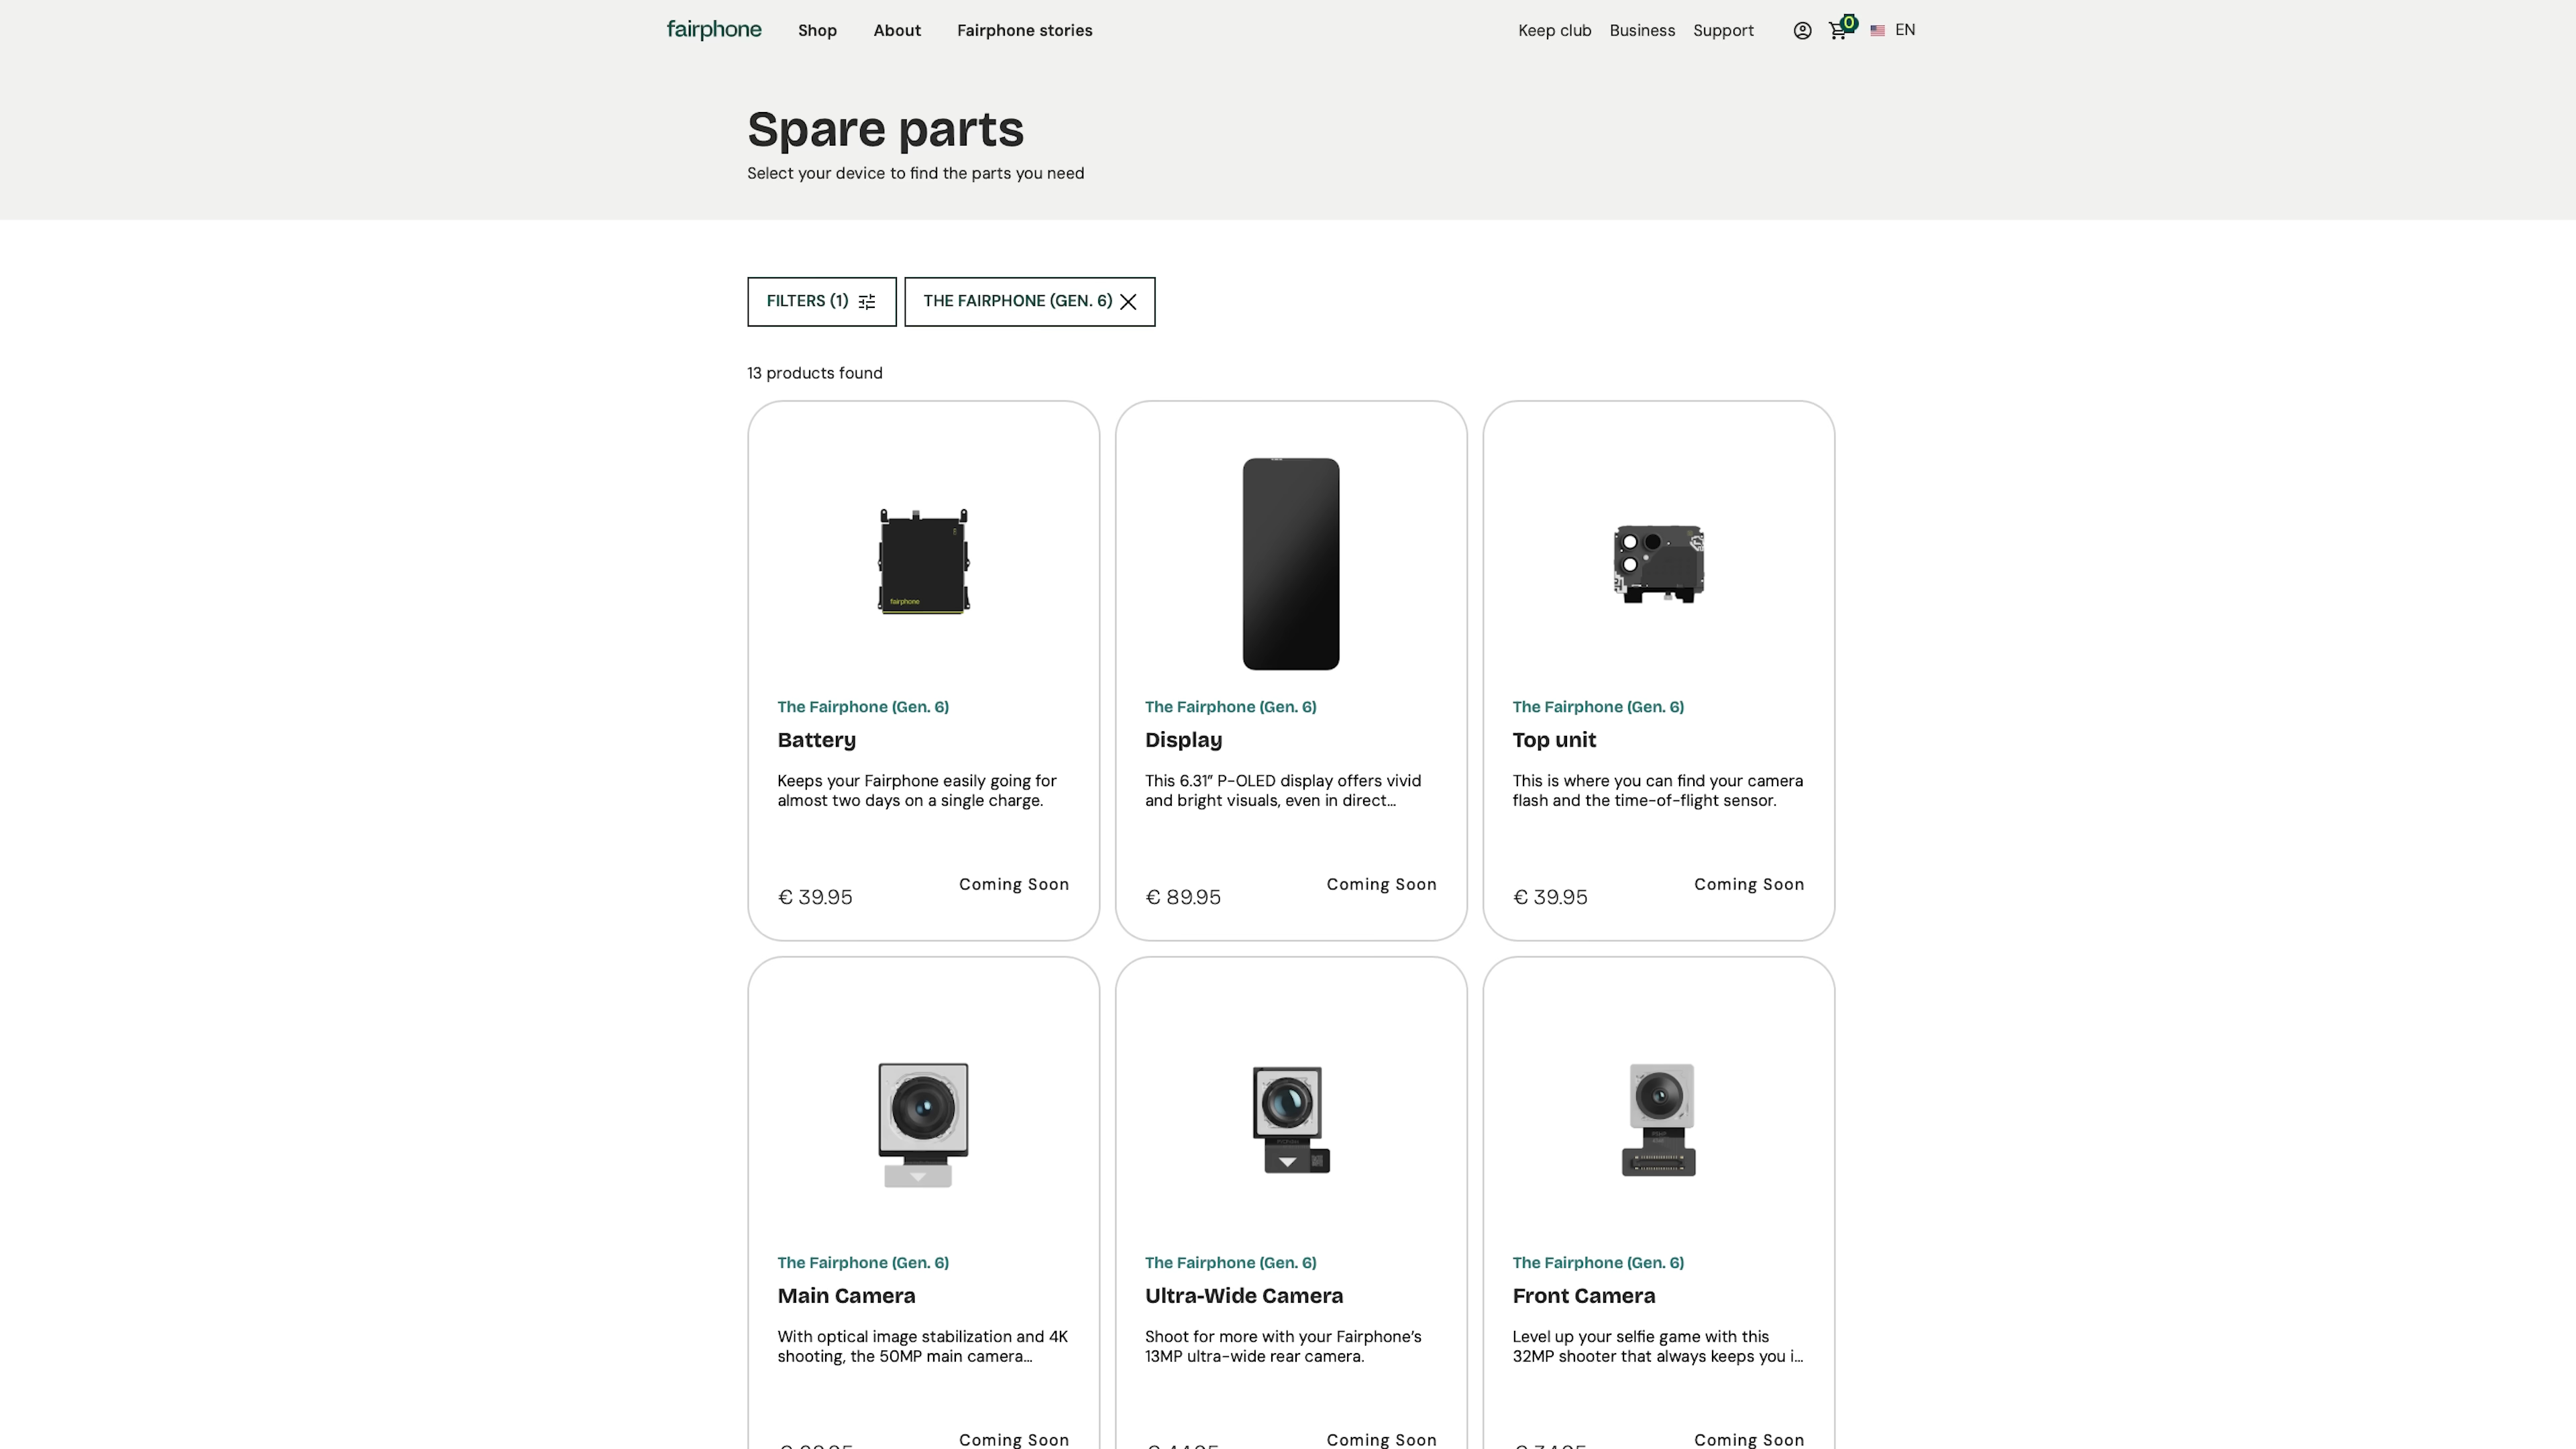 fairphone
Shop
About
Fairphone stories
Keep club
Business
Support
0
EN
Spare parts
Select your device to find the parts you need
FILTERS (1)
THE FAIRPHONE (GEN. 6)
13 products found
fairphone
The Fairphone (Gen. 6)
Battery
Keeps your Fairphone easily going for
almost two days on a single charge.
€ 39.95
Coming Soon
The Fairphone (Gen. 6)
Display
This 6.31” P-OLED display offers vivid
and bright visuals, even in direct...
€ 89.95
Coming Soon
The Fairphone (Gen. 6)
Top unit
This is where you can find your camera
flash and the time-of-flight sensor.
€ 39.95
Coming Soon
The Fairphone (Gen. 6)
Main Camera
With optical image stabilization and 4K
shooting, the 50MP main camera...
Coming Soon
The Fairphone (Gen. 6)
Ultra-Wide Camera
Shoot for more with your Fairphone’s
13MP ultra-wide rear camera.
Coming Soon
The Fairphone (Gen. 6)
Front Camera
Level up your selfie game with this
32MP shooter that always keeps you i...
Coming Soon